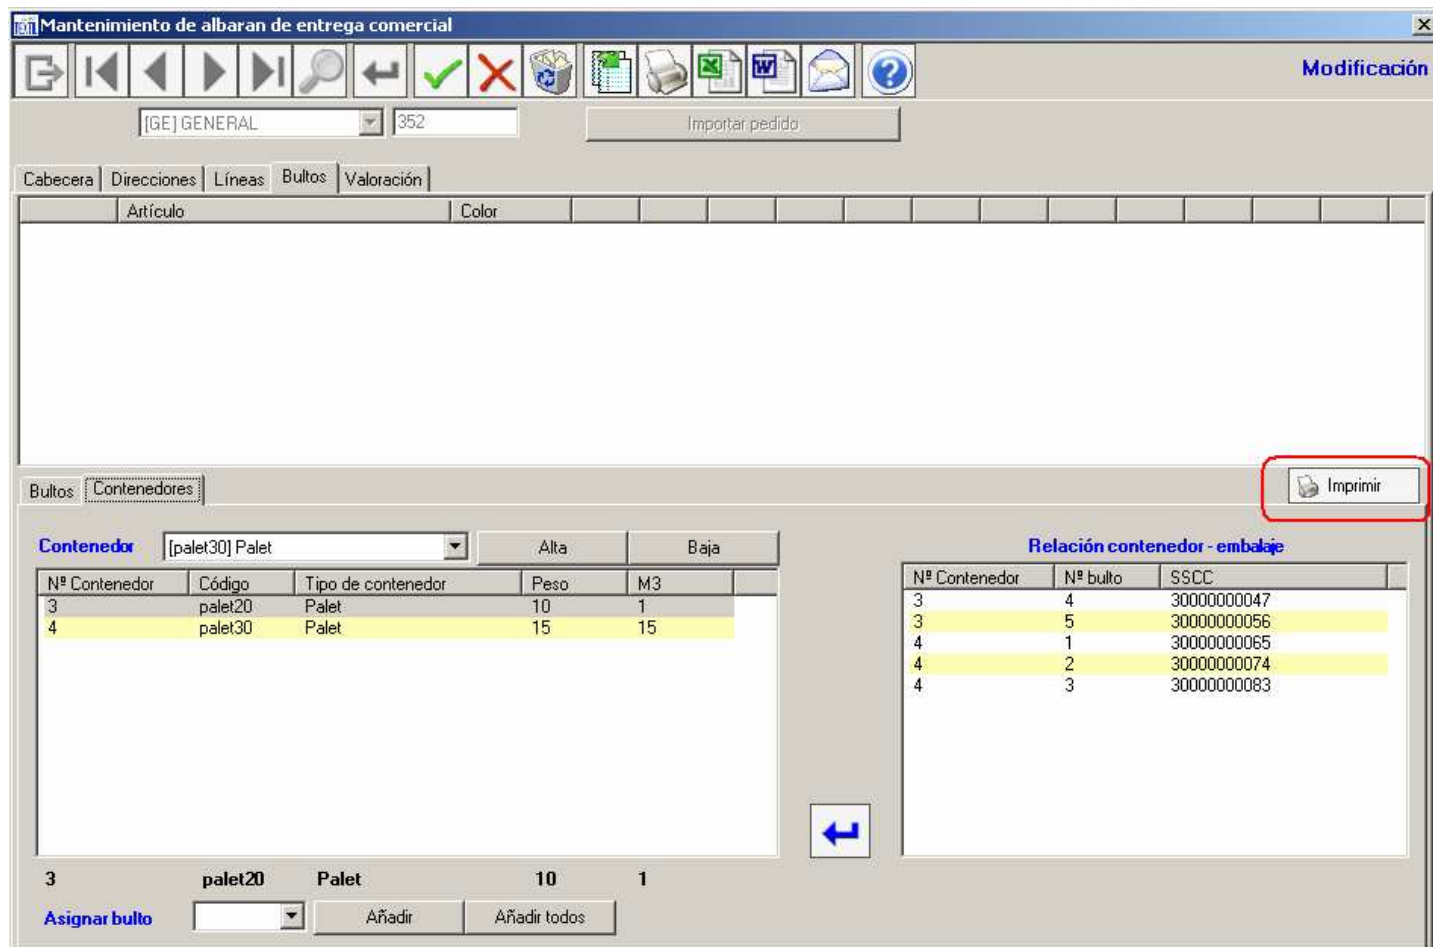 Mantenimiento de albaran de entrega comercial
Modificación
[GE] GENERAL 352 Importar pedido
Cabecera Direcciones Líneas Bultos Valoración
Artículo Color
Bultos Contenedores Imprimir
Contenedor [palet30] Palet Alta Baja Relación contenedor - embalaje
Nº Contenedor Código Tipo de contenedor Peso M3
3 palet20 Palet 10 1
4 palet30 Palet 15 15
Nº Contenedor Nº bulto SSCC
3 4 30000000047
3 5 30000000056
4 1 30000000065
4 2 30000000074
4 3 30000000083
3 palet20 Palet 10 1
Asignar bulto Añadir Añadir todos